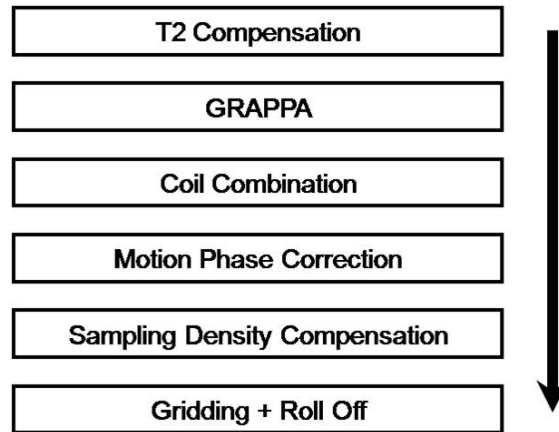 T2 Compensation
GRAPPA
Coil Combination
Motion Phase Correction
Sampling Density Compensation
Gridding + Roll Off